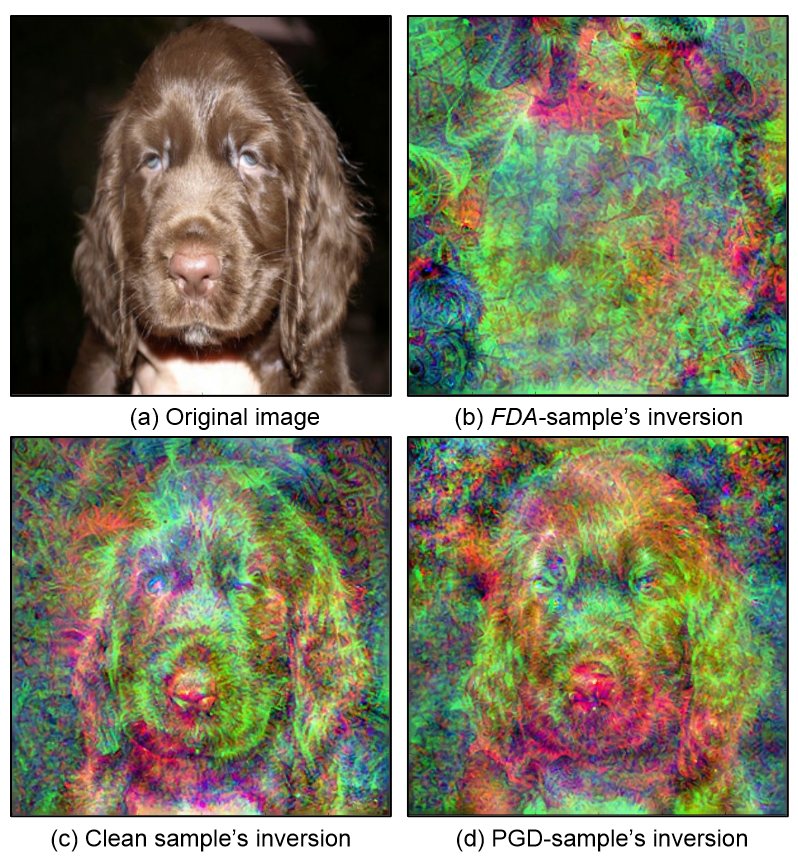 (a) Original image
(b) FDA-sample's inversion
(c) Clean sample's inversion
(d) PGD-sample's inversion